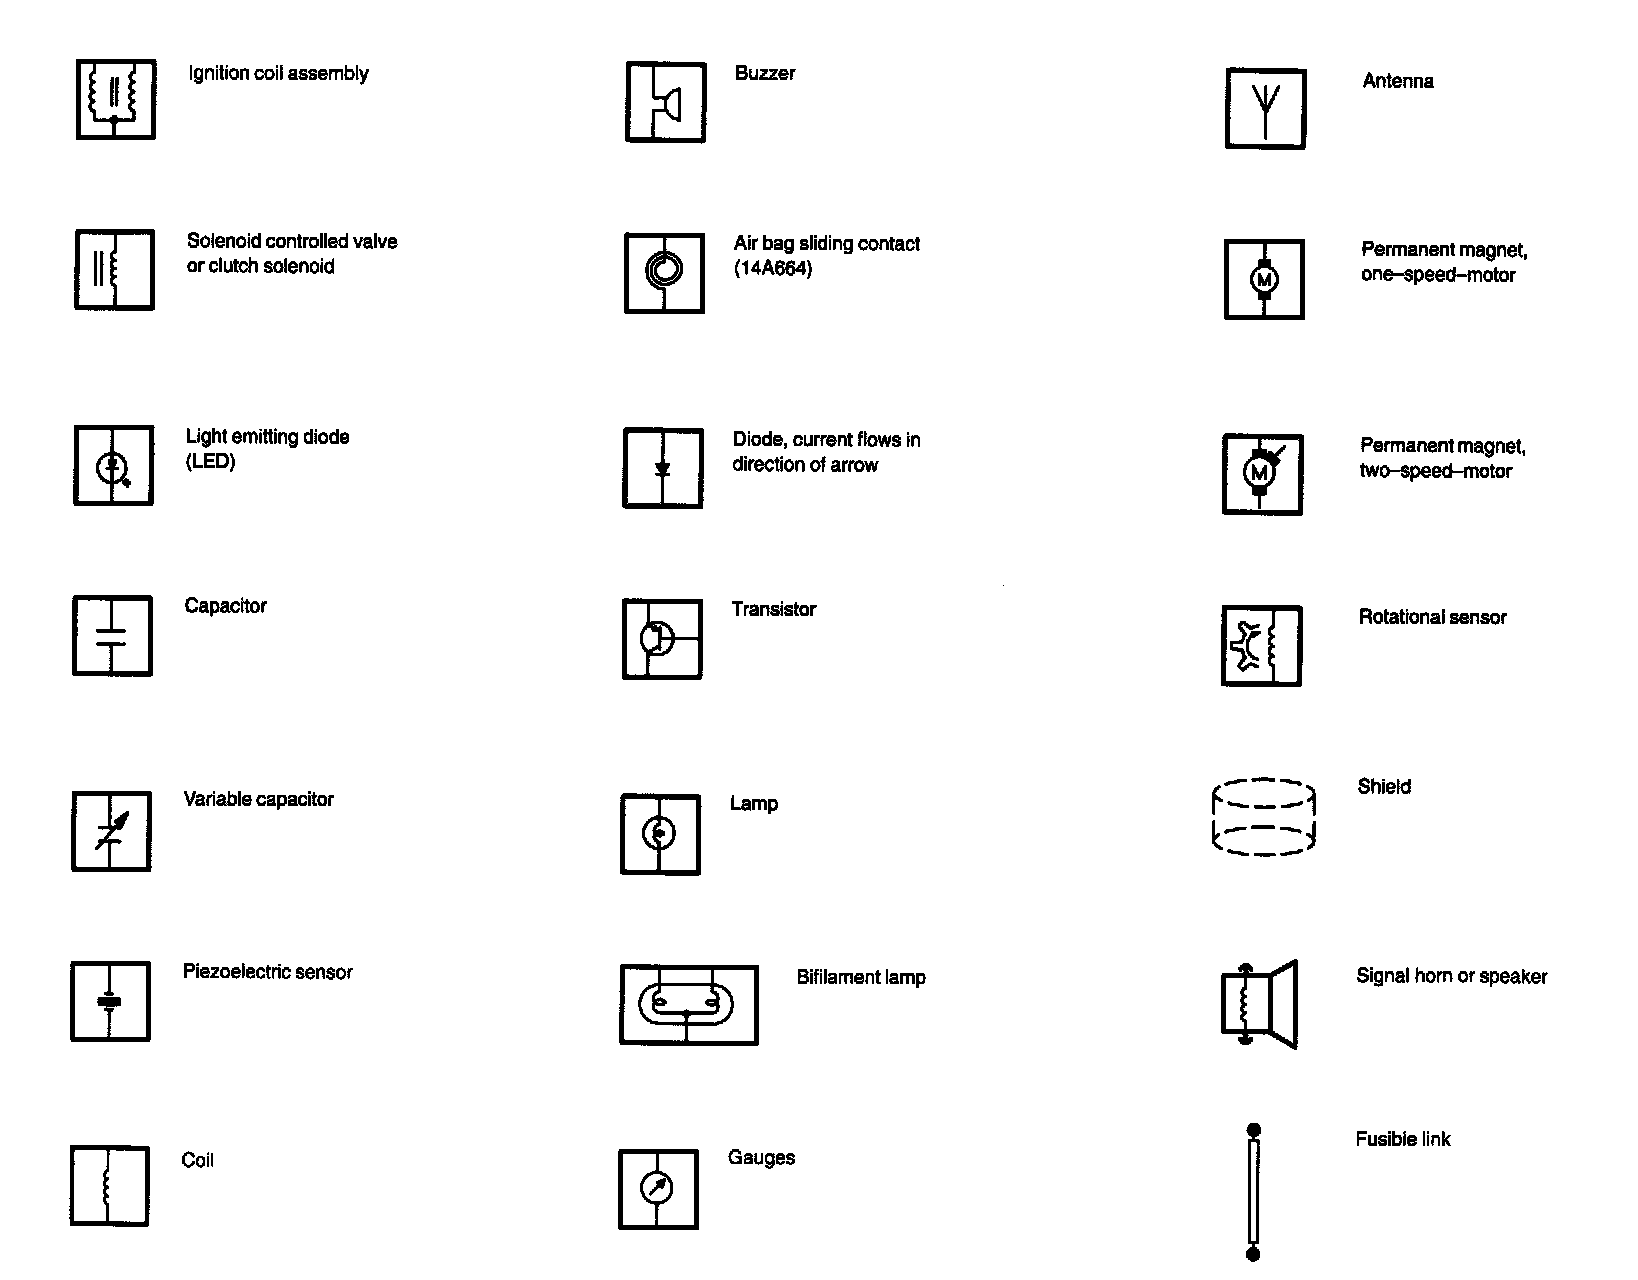 Ignition coil assembly
Buzzer
Antenna
Solenoid controlled valve
or clutch solenoid
Air bag sliding contact
(14A664)
Permanent magnet,
one–speed–motor
M
Light emitting diode
(LED)
Diode, current flows in
direction of arrow
Permanent magnet,
two–speed–motor
M
Capacitor
Transistor
Rotational sensor
Variable capacitor
Lamp
Shield
Piezoelectric sensor
Bifilament lamp
Signal horn or speaker
Coil
Gauges
Fusible link